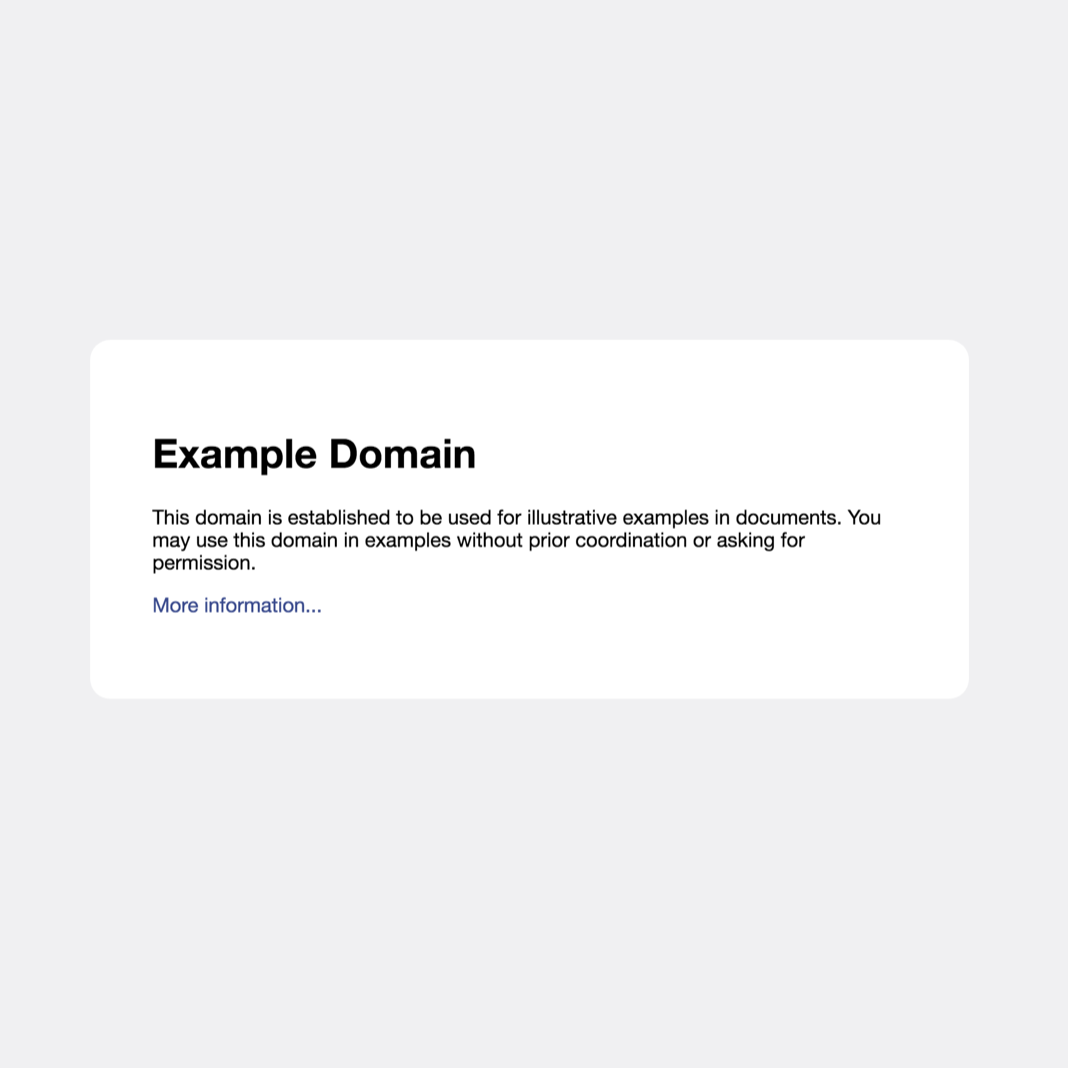 Example Domain
This domain is established to be used for illustrative examples in documents. You
may use this domain in examples without prior coordination or asking for
permission.
More information...